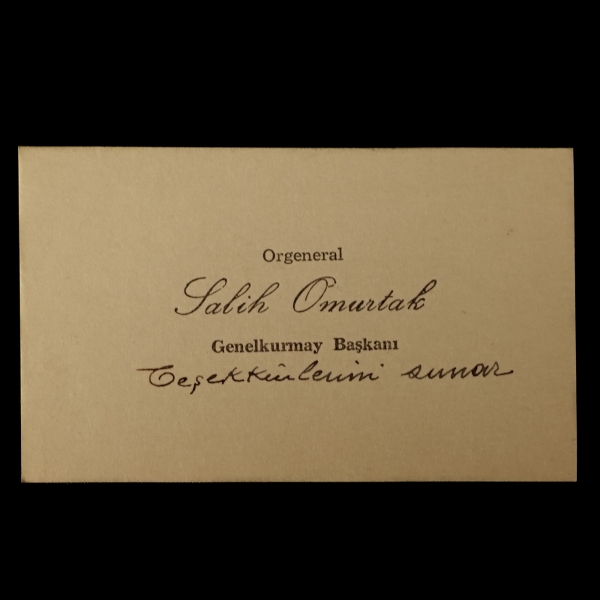 Orgeneral
Salih Omurtak
Genelkurmay Başkanı
Teşekkürlerini sunar